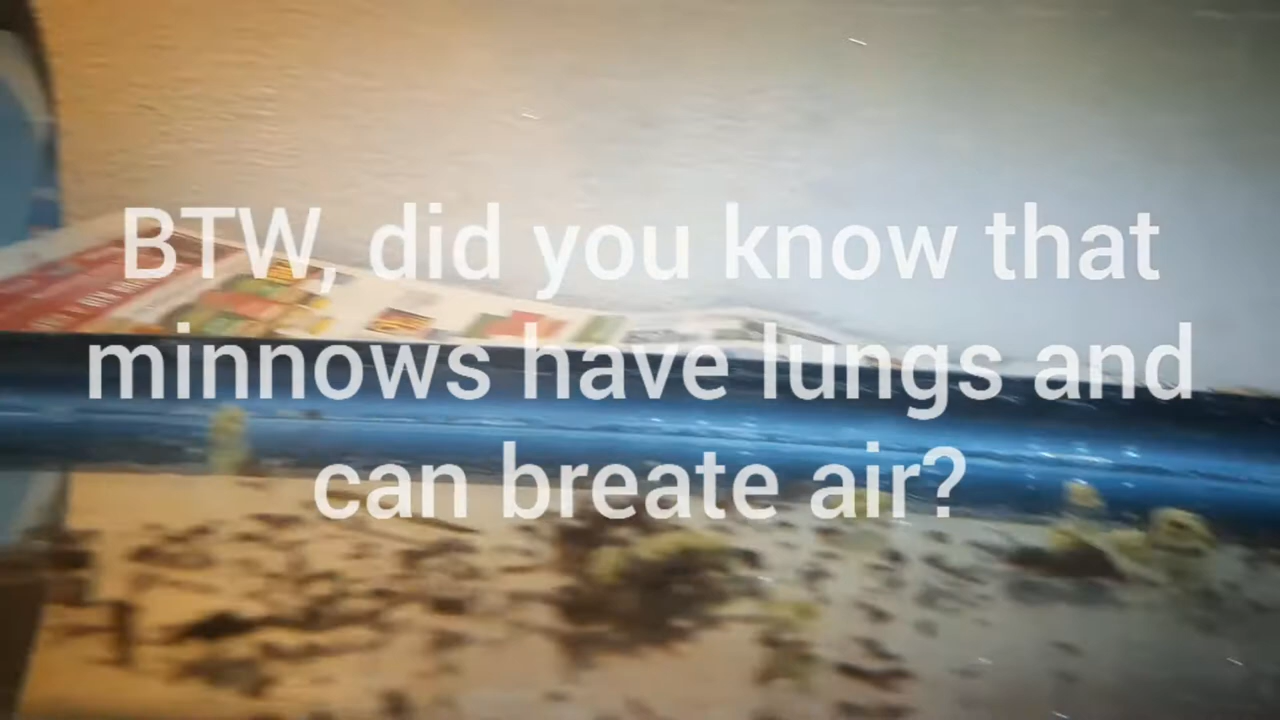 BTW, did you know that
minnows have lungs and
can breate air?